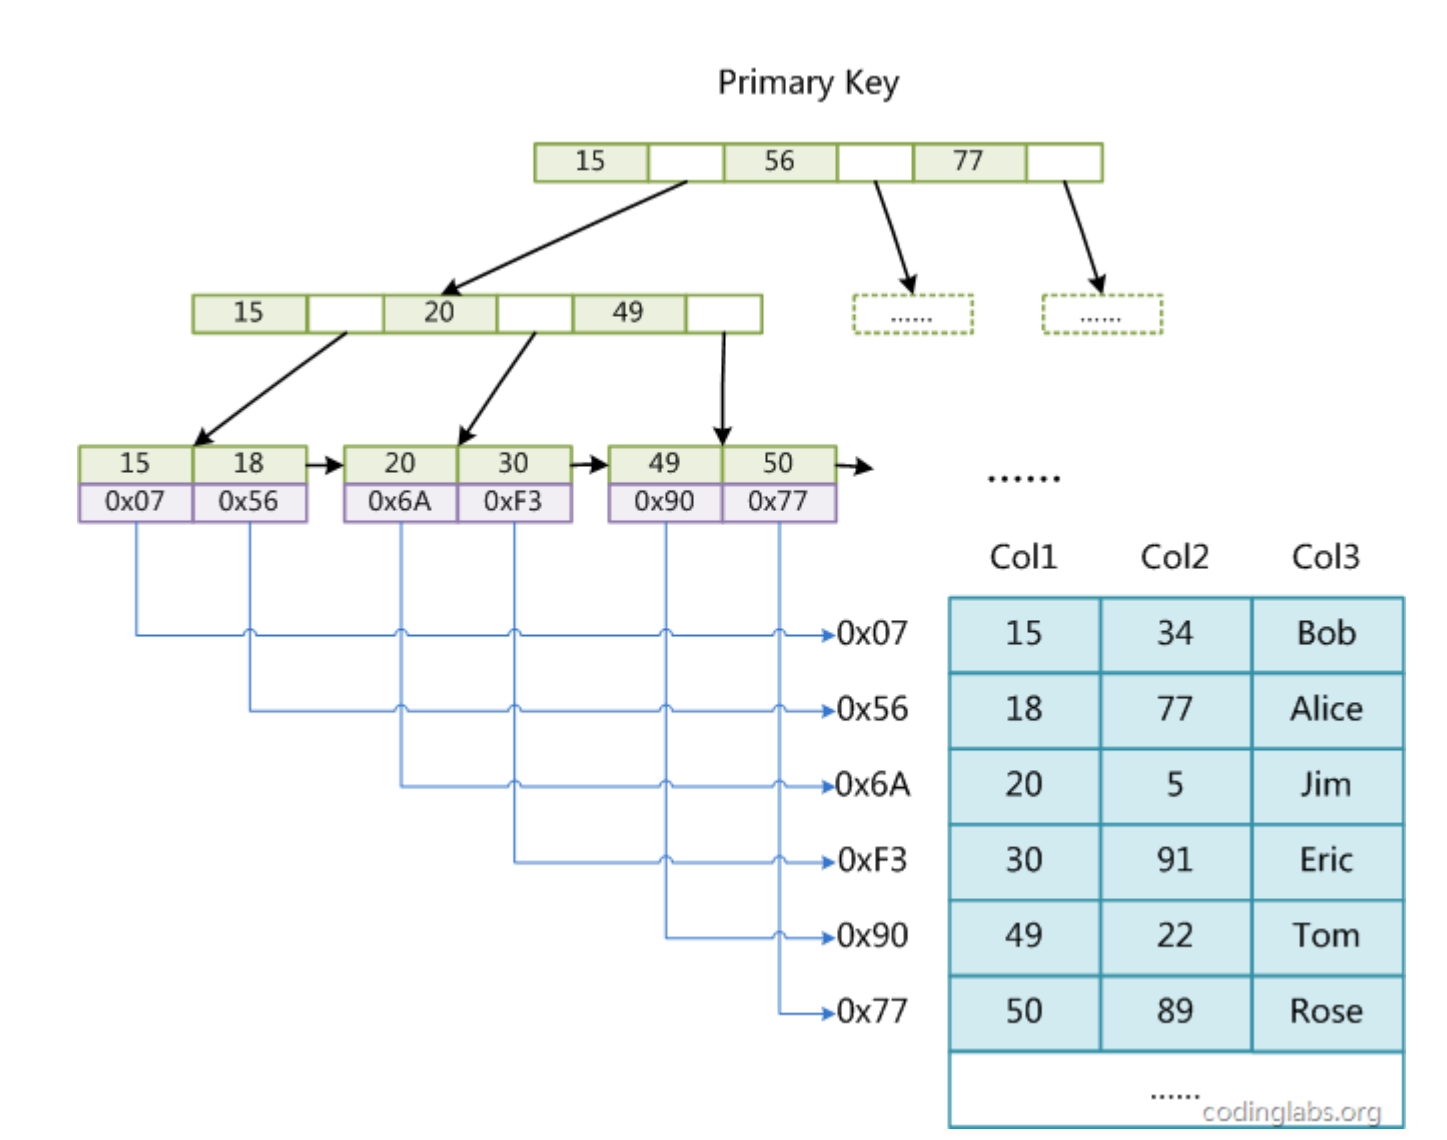 Primary Key
15 56 77
15 20 49 ...... ......
15 18 20 30 49 50
0x07 0x56 0x6A 0xF3 0x90 0x77
......
Col1 Col2 Col3
0x07 15 34 Bob
0x56 18 77 Alice
0x6A 20 5 Jim
0xF3 30 91 Eric
0x90 49 22 Tom
0x77 50 89 Rose
......
codinglabs.org